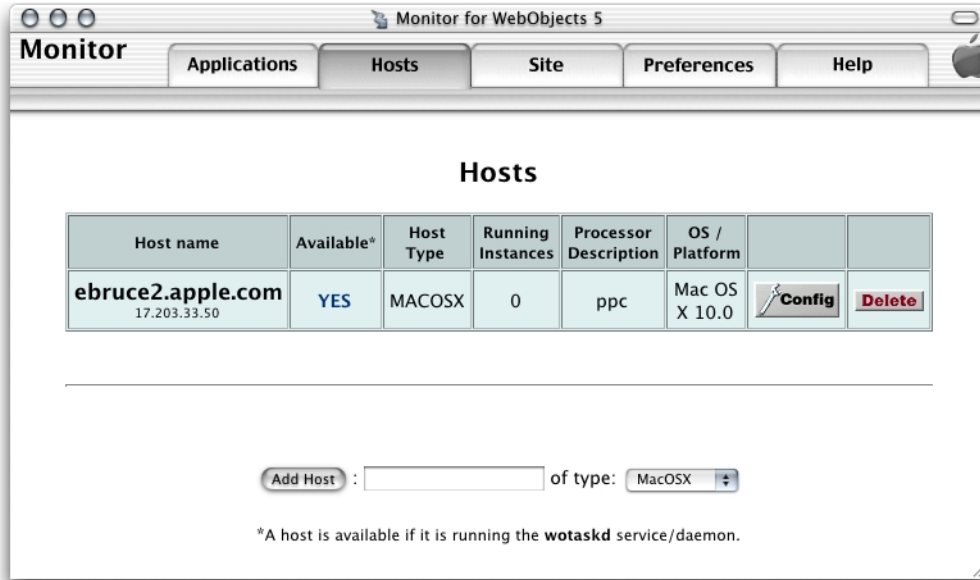 Monitor for WebObjects 5
Monitor
Applications
Hosts
Site
Preferences
Help
Hosts
Host name
Available*
Host Type
Running Instances
Processor Description
OS / Platform
ebruce2.apple.com
17.203.33.50
YES
MACOSX
0
ppc
Mac OS X 10.0
Config
Delete
Add Host : of type: MacOSX
*A host is available if it is running the wotaskd service/daemon.